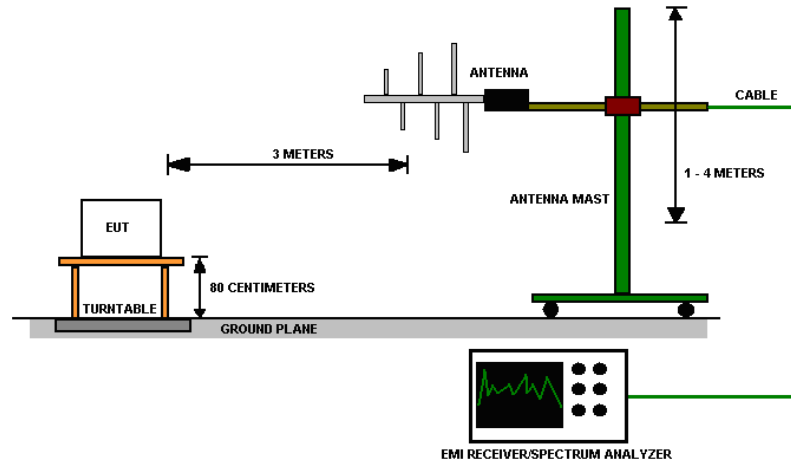 ANTENNA
CABLE
3 METERS
1 - 4 METERS
ANTENNA MAST
EUT
80 CENTIMETERS
TURNTABLE
GROUND PLANE
EMI RECEIVER/SPECTRUM ANALYZER